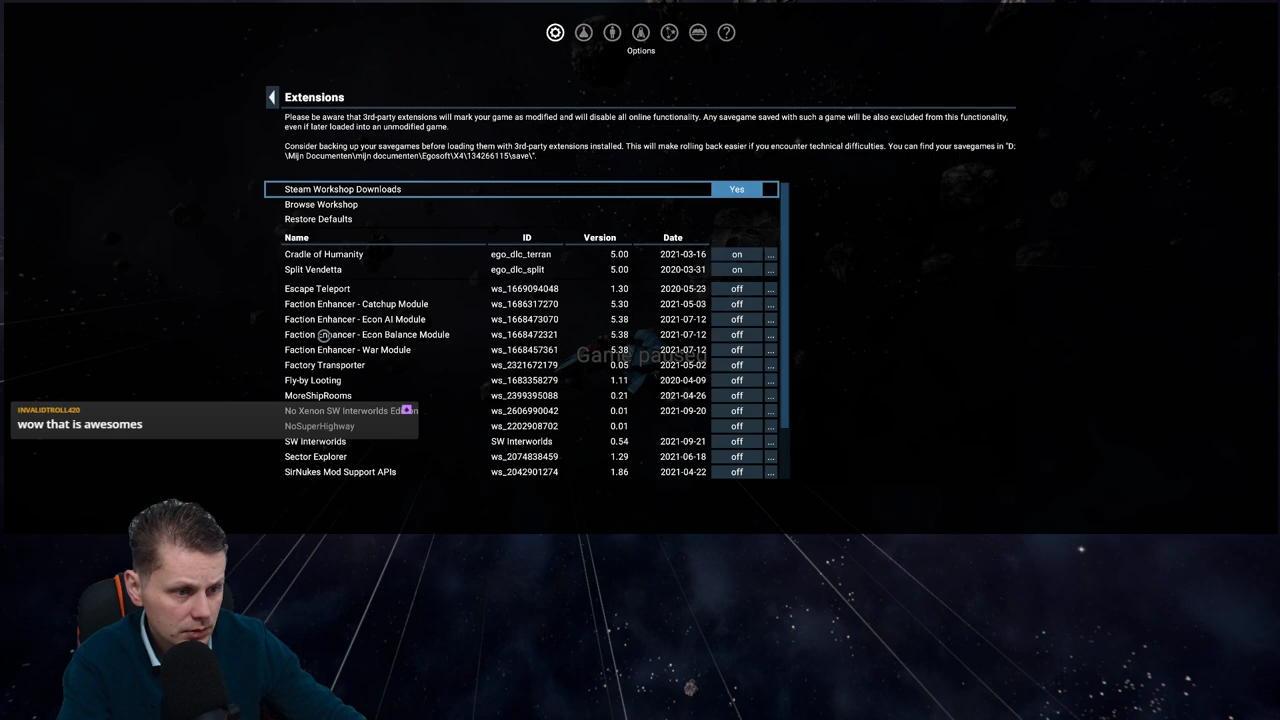 Options
Extensions
Please be aware that 3rd-party extensions will mark your game as modified and will disable all online functionality. Any savegame saved with such a game will be also excluded from this functionality,
even if later loaded into an unmodified game.
Consider backing up your savegames before loading them with 3rd-party extensions installed. This will make rolling back easier if you encounter technical difficulties. You can find your savegames in "D:
\Mijn Documenten\mijn documenten\Egosoft\X4\134266115\save\".
Steam Workshop Downloads Yes
Browse Workshop
Restore Defaults
Name ID Version Date
Cradle of Humanity ego_dlc_terran 5.00 2021-03-16 on ...
Split Vendetta ego_dlc_split 5.00 2020-03-31 on ...
Escape Teleport ws_1669094048 1.30 2020-05-23 off ...
Faction Enhancer - Catchup Module ws_1686317270 5.30 2021-05-03 off ...
Faction Enhancer - Econ AI Module ws_1668473070 5.38 2021-07-12 off ...
Faction Enhancer - Econ Balance Module ws_1668472321 5.38 2021-07-12 off ...
Faction Enhancer - War Module ws_1668457361 5.38 2021-07-12 off ...
Game paused
Factory Transporter ws_2321672179 0.05 2021-05-02 off ...
Fly-by Looting ws_1683358279 1.11 2020-04-09 off ...
MoreShipRooms ws_2399395088 0.21 2021-04-26 off ...
No Xenon SW Interworlds Edition ws_2606990042 0.01 2021-09-20 off ...
NoSuperHighway ws_2202908702 0.01 off ...
SW Interworlds SW Interworlds 0.54 2021-09-21 off ...
Sector Explorer ws_2074838459 1.29 2021-06-18 off ...
SirNukes Mod Support APIs ws_2042901274 1.86 2021-04-22 off ...
INVALIDTROLL420
wow that is awesomes